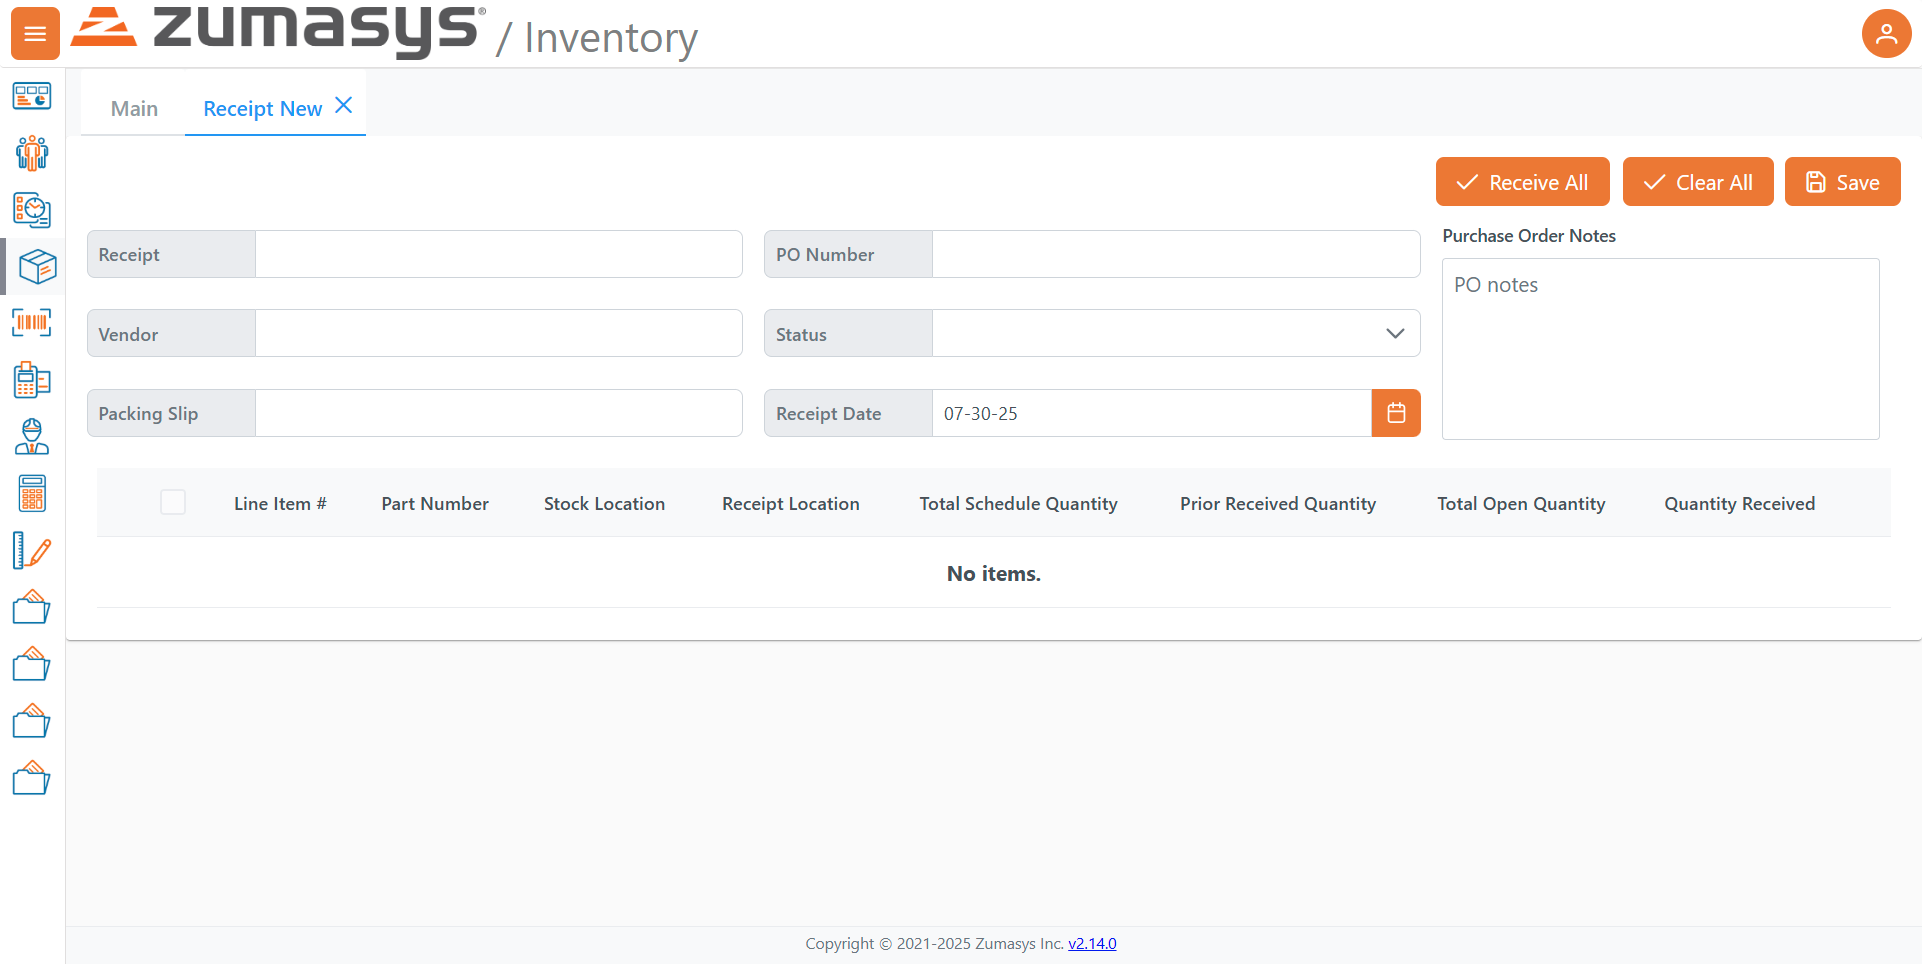 zumasys® / Inventory
Main
Receipt New
Receive All
Clear All
Save
Receipt
PO Number
Purchase Order Notes
PO notes
Vendor
Status
Packing Slip
Receipt Date
07-30-25
Line Item # Part Number Stock Location Receipt Location Total Schedule Quantity Prior Received Quantity Total Open Quantity Quantity Received
No items.
Copyright © 2021-2025 Zumasys Inc. v2.14.0